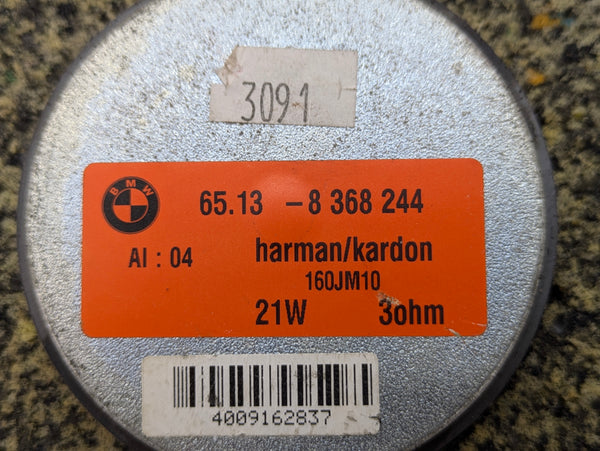 3091
BMW
65.13 - 8 368 244
AI : 04
harman/kardon
160JM10
21W 3ohm
4009162837